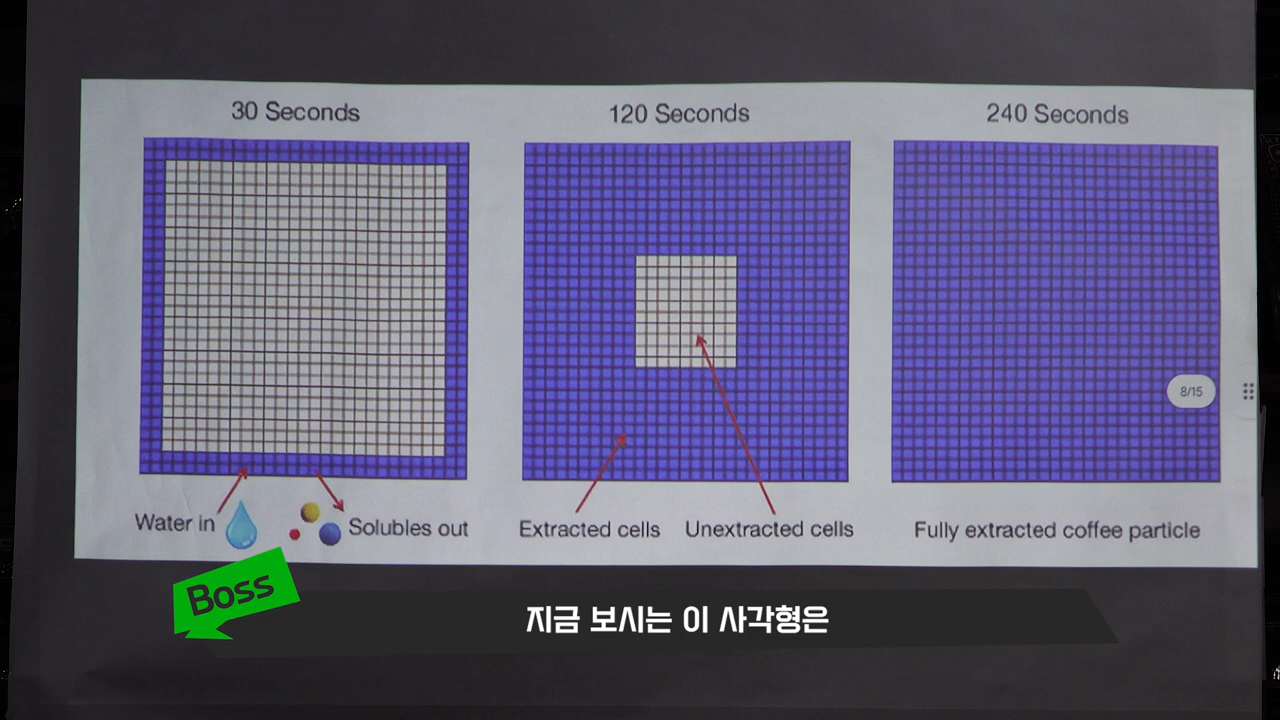 30 Seconds
120 Seconds
240 Seconds
8/15
Water in
Solubles out
Extracted cells
Unextracted cells
Fully extracted coffee particle
Boss
지금 보시는 이 사각형은